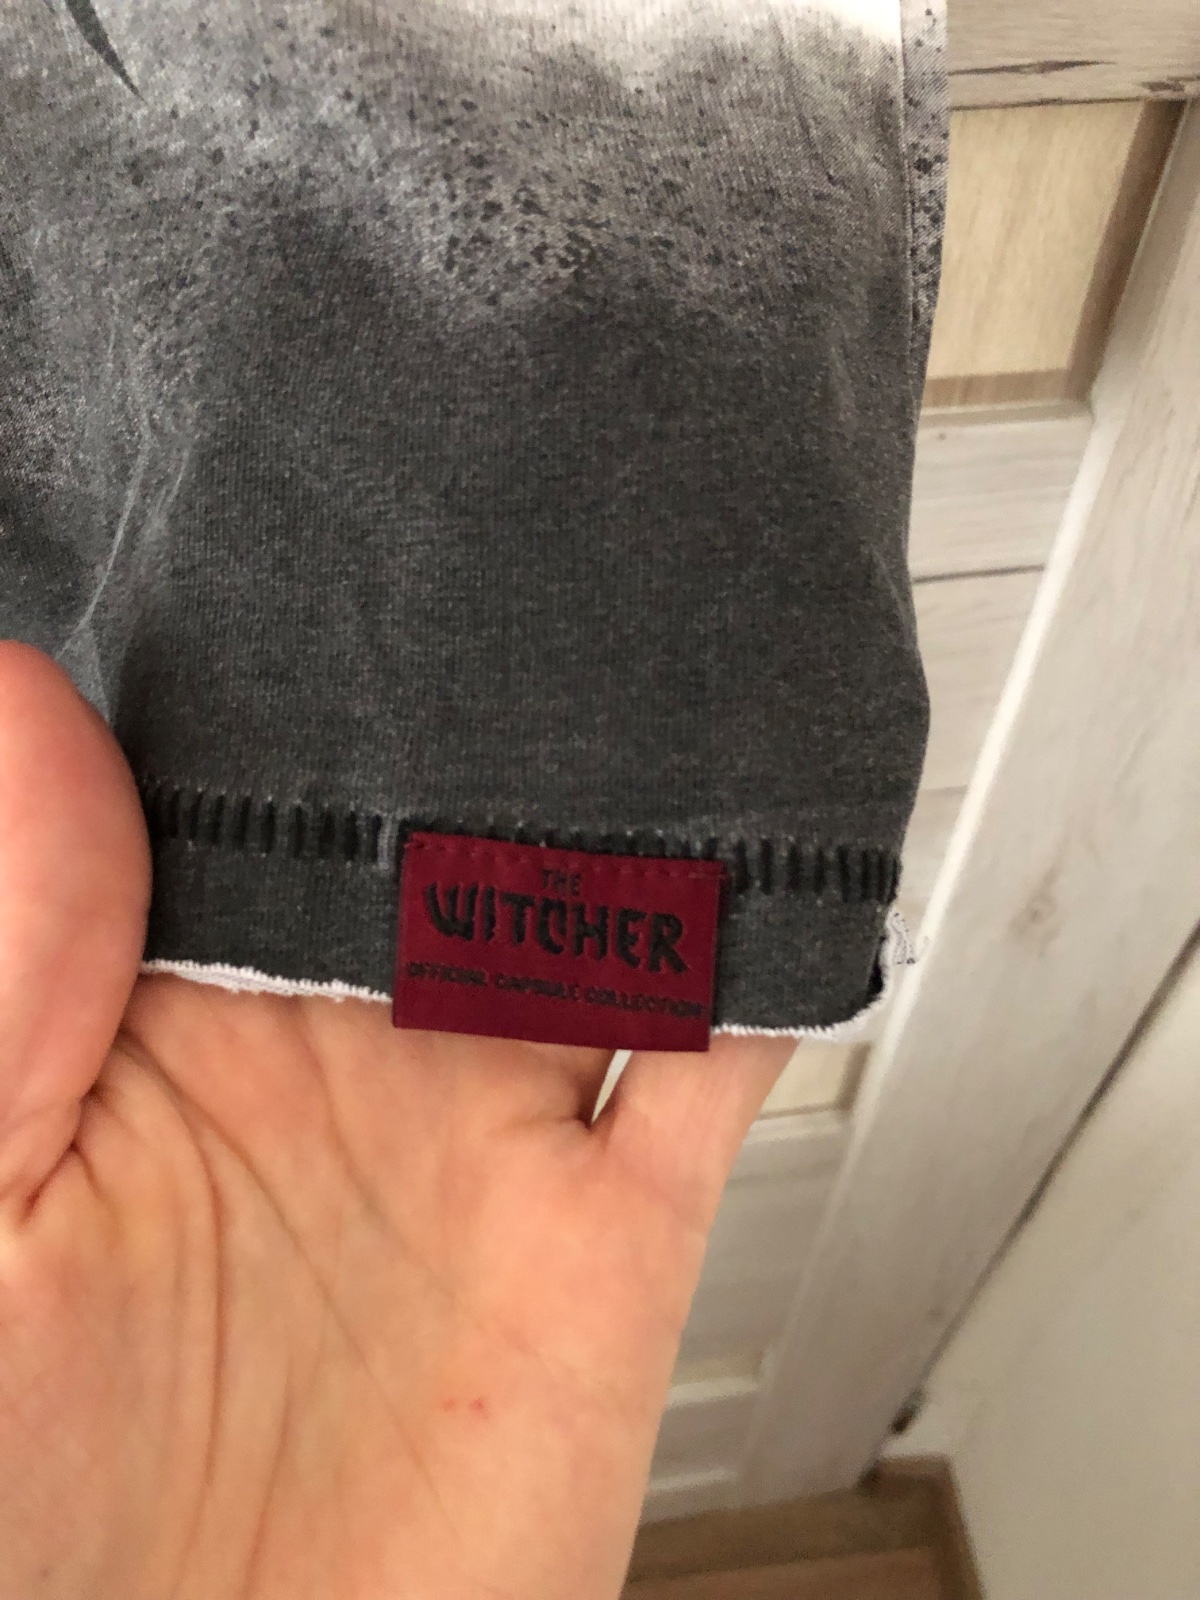 THE
WITCHER
OFFICIAL CAPSULE COLLECTION